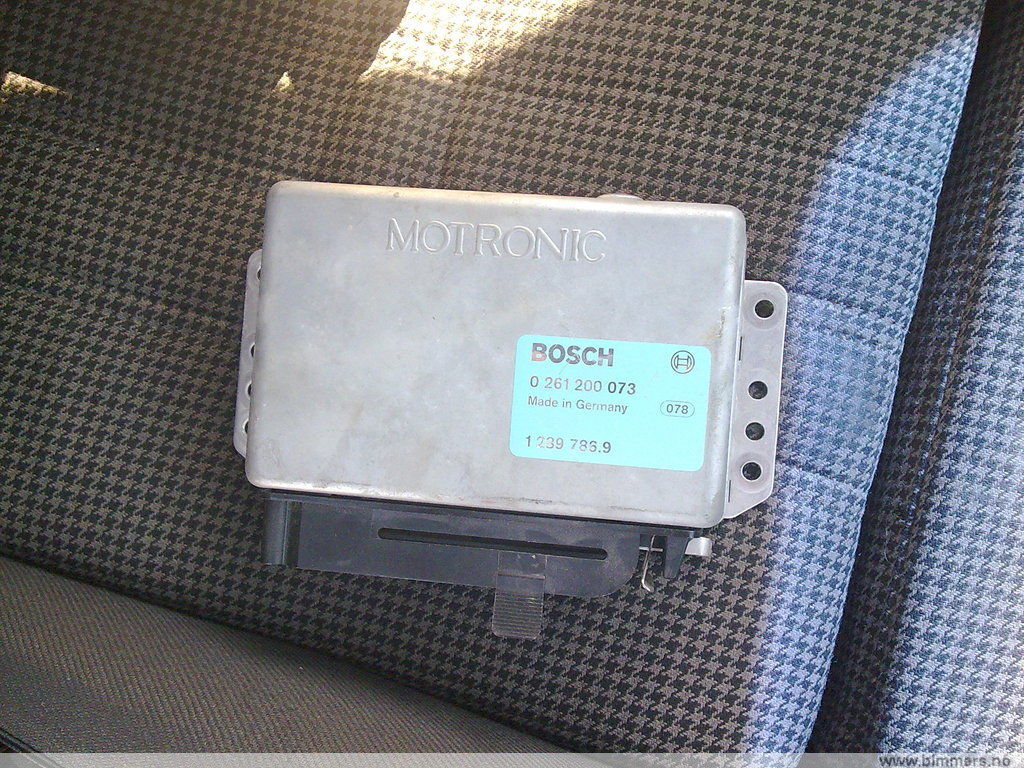 MOTRONIC
BOSCH
0 261 200 073
Made in Germany 078
1 239 786.9
www.bimmers.no